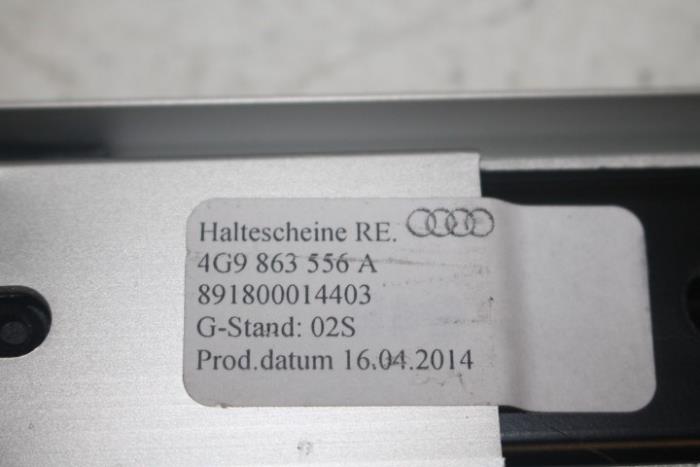 Haltescheine RE.
4G9 863 556 A
891800014403
G-Stand: 02S
Prod.datum 16.04.2014